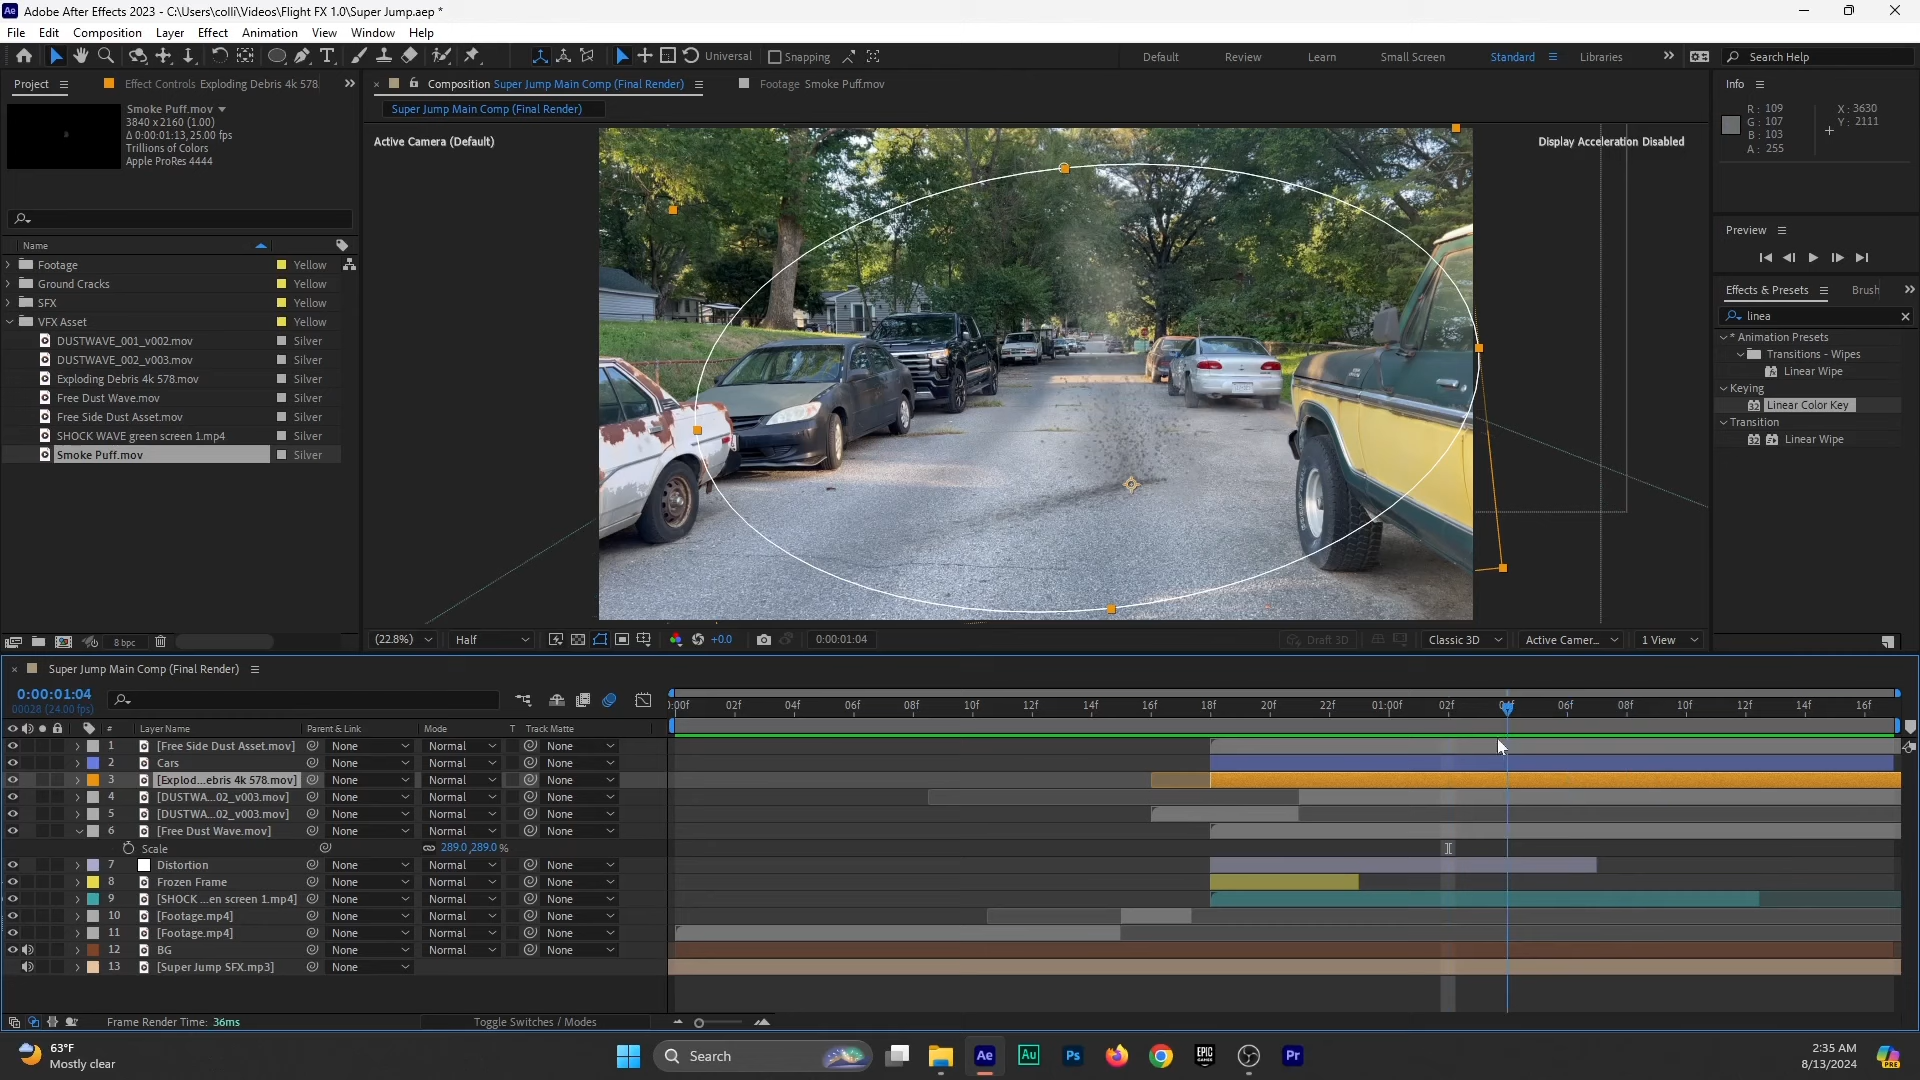 Adobe After Effects 2023 - C:\Users\colli\Videos\Flight FX 1.0\Super Jump.aep *
File Edit Composition Layer Effect Animation View Window Help
Universal Snapping Default Review Learn Small Screen Standard Libraries Search Help
Project Effect Controls Exploding Debris 4k 578
Composition Super Jump Main Comp (Final Render) Footage Smoke Puff.mov
Super Jump Main Comp (Final Render)
Smoke Puff.mov
3840 x 2160 (1.00)
Δ 0:00:01:13, 25.00 fps
Trillions of Colors
Apple ProRes 4444
Name
Footage Yellow
Ground Cracks Yellow
SFX Yellow
VFX Asset Yellow
DUSTWAVE_001_v002.mov Silver
DUSTWAVE_002_v003.mov Silver
Exploding Debris 4k 578.mov Silver
Free Dust Wave.mov Silver
Free Side Dust Asset.mov Silver
SHOCK WAVE green screen 1.mp4 Silver
Smoke Puff.mov Silver
8 bpc
Active Camera (Default) Display Acceleration Disabled
(22.8%) Half +0.0 0:00:01:04 Draft 3D Classic 3D Active Camer... 1 View
Info
R: 109 X: 3630
G: 107 Y: 2111
B: 103
A: 255
Preview
Effects & Presets Brush
linea
* Animation Presets
Transitions - Wipes
Linear Wipe
Keying
Linear Color Key
Transition
Linear Wipe
Super Jump Main Comp (Final Render)
0:00:01:04
00028 (24.00 fps)
:00f 02f 04f 06f 08f 10f 12f 14f 16f 18f 20f 22f 01:00f 02f 04f 06f 08f 10f 12f 14f 16f
# Layer Name Parent & Link Mode T Track Matte
1 [Free Side Dust Asset.mov] None Normal None
2 Cars None Normal None
3 [Explod...ebris 4k 578.mov] None Normal None
4 [DUSTWA...02_v003.mov] None Normal None
5 [DUSTWA...02_v003.mov] None Normal None
6 [Free Dust Wave.mov] None Normal None
Scale 289.0,289.0%
7 Distortion None Normal None
8 Frozen Frame None Normal None
9 [SHOCK ...en screen 1.mp4] None Normal None
10 [Footage.mp4] None Normal None
11 [Footage.mp4] None Normal None
12 BG None Normal None
13 [Super Jump SFX.mp3] None
Frame Render Time: 36ms Toggle Switches / Modes
63°F
Mostly clear
Search
Ae Au Ps EPIC GAMES Pr
2:35 AM
8/13/2024
PRE